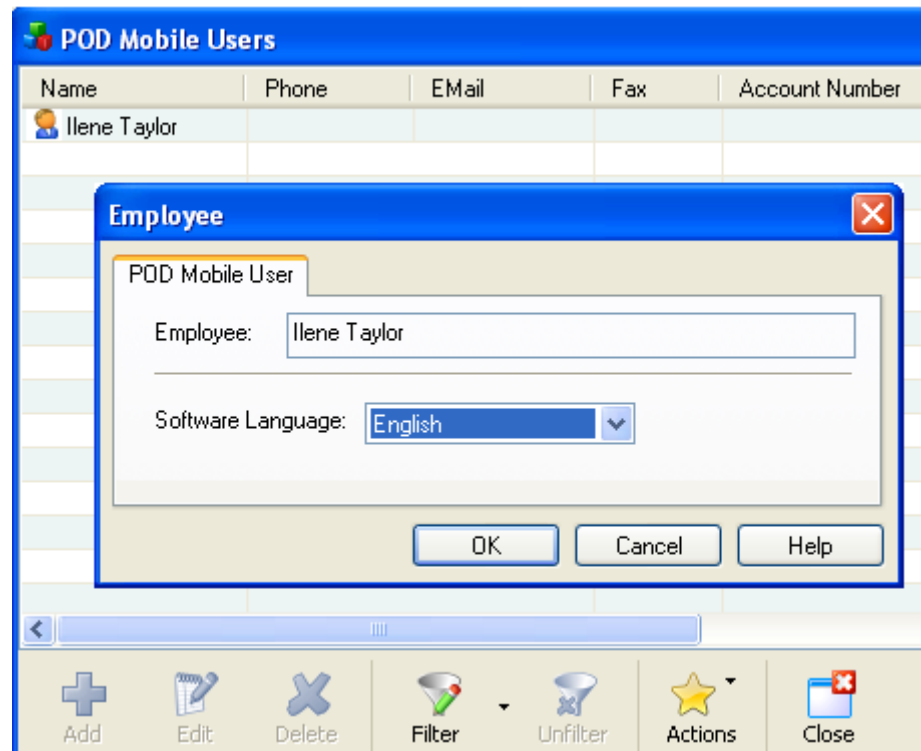 POD Mobile Users
Name Phone EMail Fax Account Number
Ilene Taylor
Employee
POD Mobile User
Employee: Ilene Taylor
Software Language: English
OK Cancel Help
Add Edit Delete Filter Unfilter Actions Close